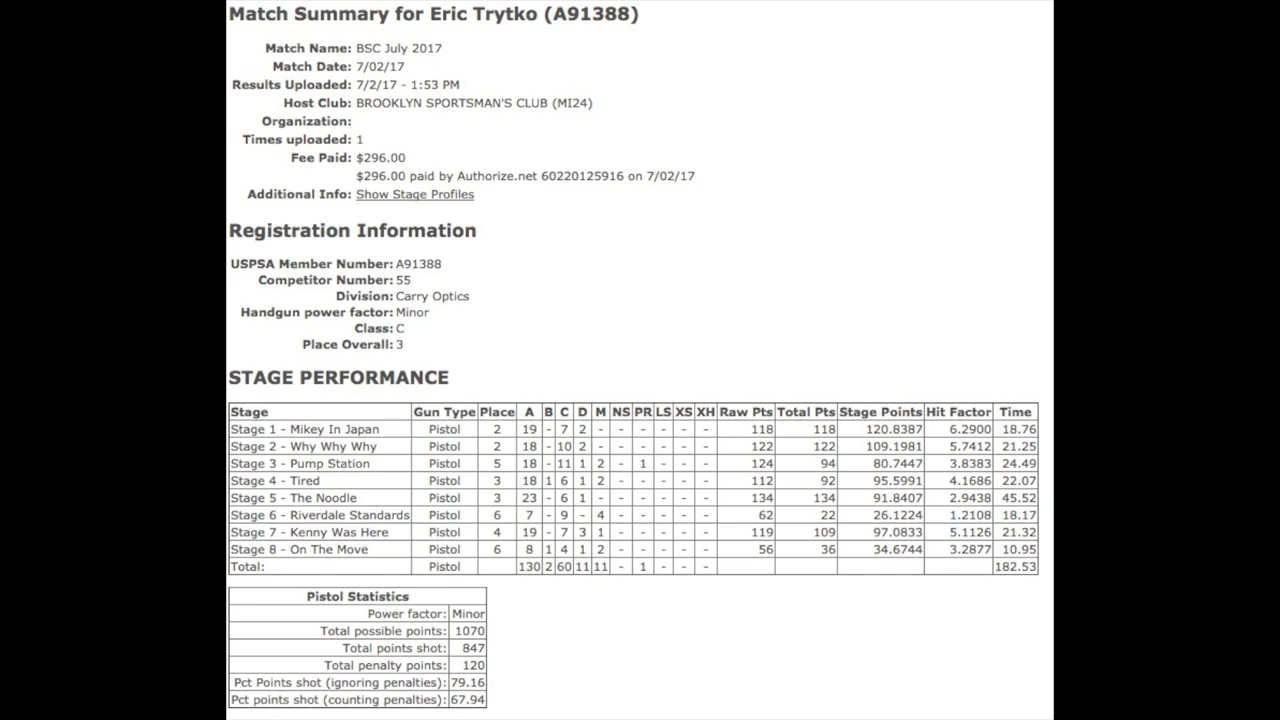 Match Summary for Eric Trytko (A91388)
Match Name: BSC July 2017
Match Date: 7/02/17
Results Uploaded: 7/2/17 - 1:53 PM
Host Club: BROOKLYN SPORTSMAN'S CLUB (MI24)
Organization:
Times uploaded: 1
Fee Paid: $296.00
$296.00 paid by Authorize.net 60220125916 on 7/02/17
Additional Info: Show Stage Profiles
Registration Information
USPSA Member Number: A91388
Competitor Number: 55
Division: Carry Optics
Handgun power factor: Minor
Class: C
Place Overall: 3
STAGE PERFORMANCE
Stage Gun Type Place A B C D M NS PR LS XS XH Raw Pts Total Pts Stage Points Hit Factor Time
Stage 1 - Mikey In Japan Pistol 2 19 - 7 2 - - - - - - 118 118 120.8387 6.2900 18.76
Stage 2 - Why Why Why Pistol 2 18 - 10 2 - - - - - - 122 122 109.1981 5.7412 21.25
Stage 3 - Pump Station Pistol 5 18 - 11 1 2 - 1 - - - 124 94 80.7447 3.8383 24.49
Stage 4 - Tired Pistol 3 18 1 6 1 2 - - - - - 112 92 95.5991 4.1686 22.07
Stage 5 - The Noodle Pistol 3 23 - 6 1 - - - - - - 134 134 91.8407 2.9438 45.52
Stage 6 - Riverdale Standards Pistol 6 7 - 9 - 4 - - - - - 62 22 26.1224 1.2108 18.17
Stage 7 - Kenny Was Here Pistol 4 19 - 7 3 1 - - - - - 119 109 97.0833 5.1126 21.32
Stage 8 - On The Move Pistol 6 8 1 4 1 2 - - - - - 56 36 34.6744 3.2877 10.95
Total: Pistol 130 2 60 11 11 - 1 - - - 182.53
Pistol Statistics
Power factor: Minor
Total possible points: 1070
Total points shot: 847
Total penalty points: 120
Pct Points shot (ignoring penalties): 79.16
Pct points shot (counting penalties): 67.94